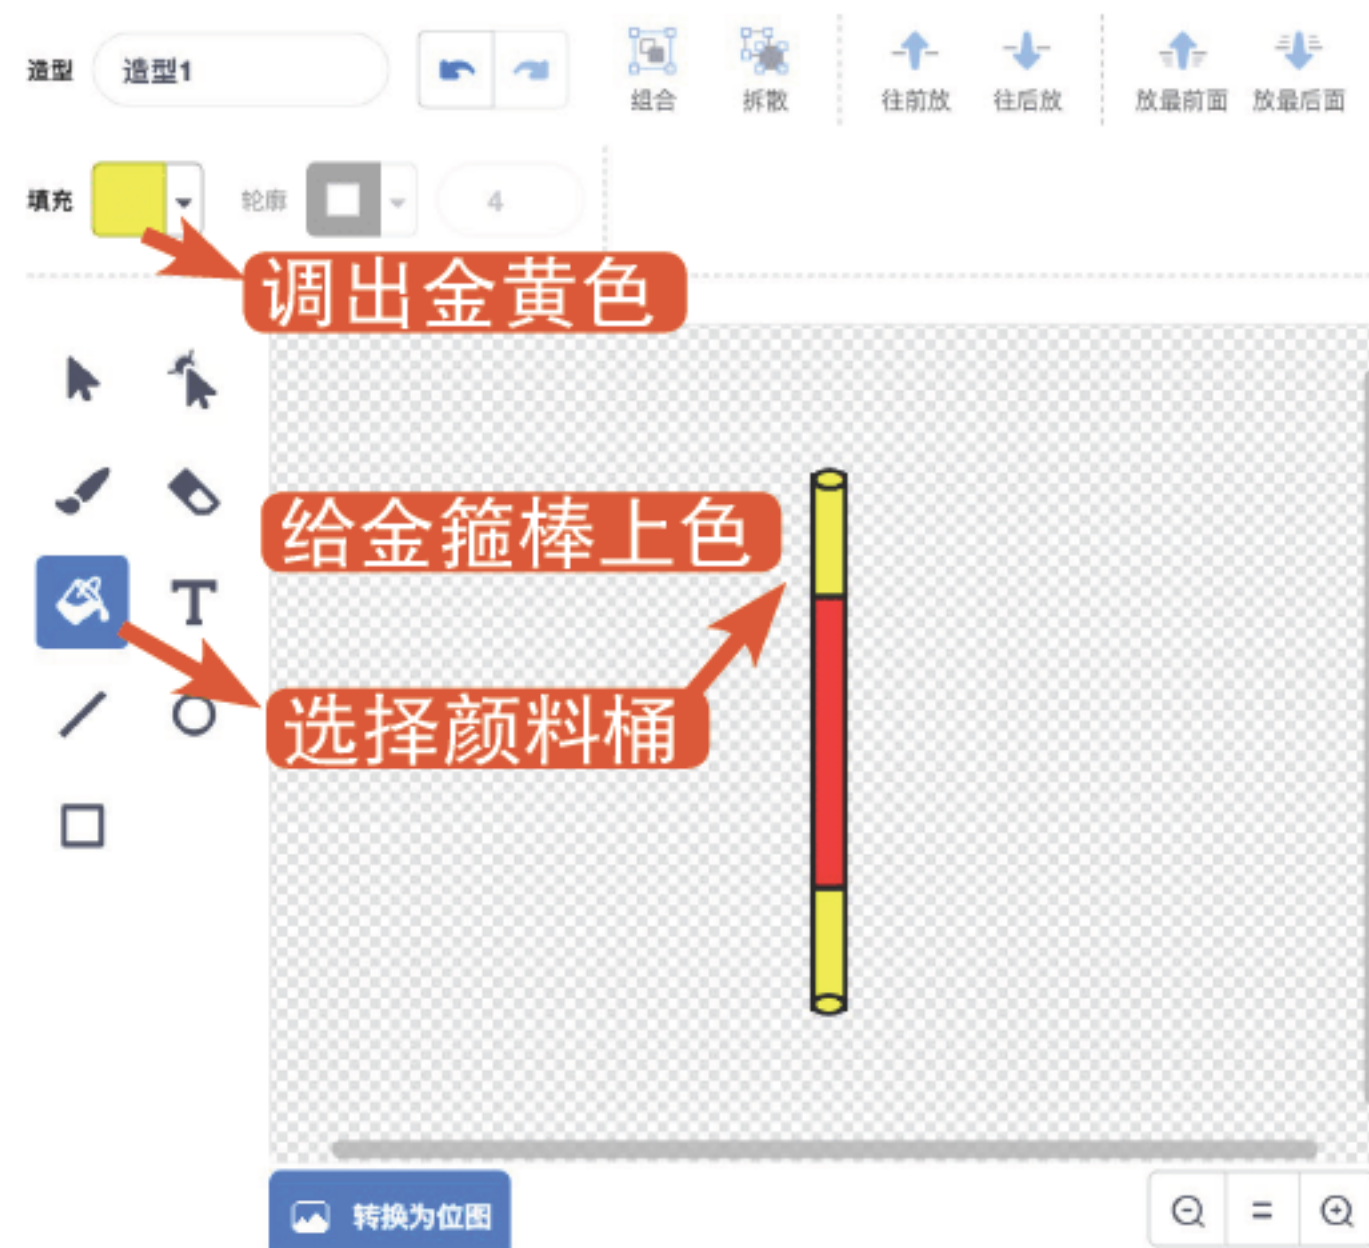 造型
造型1
组合
拆散
往前放
往后放
放最前面
放最后面
填充
轮廓
4
调出金黄色
给金箍棒上色
T
选择颜料桶
转换为位图